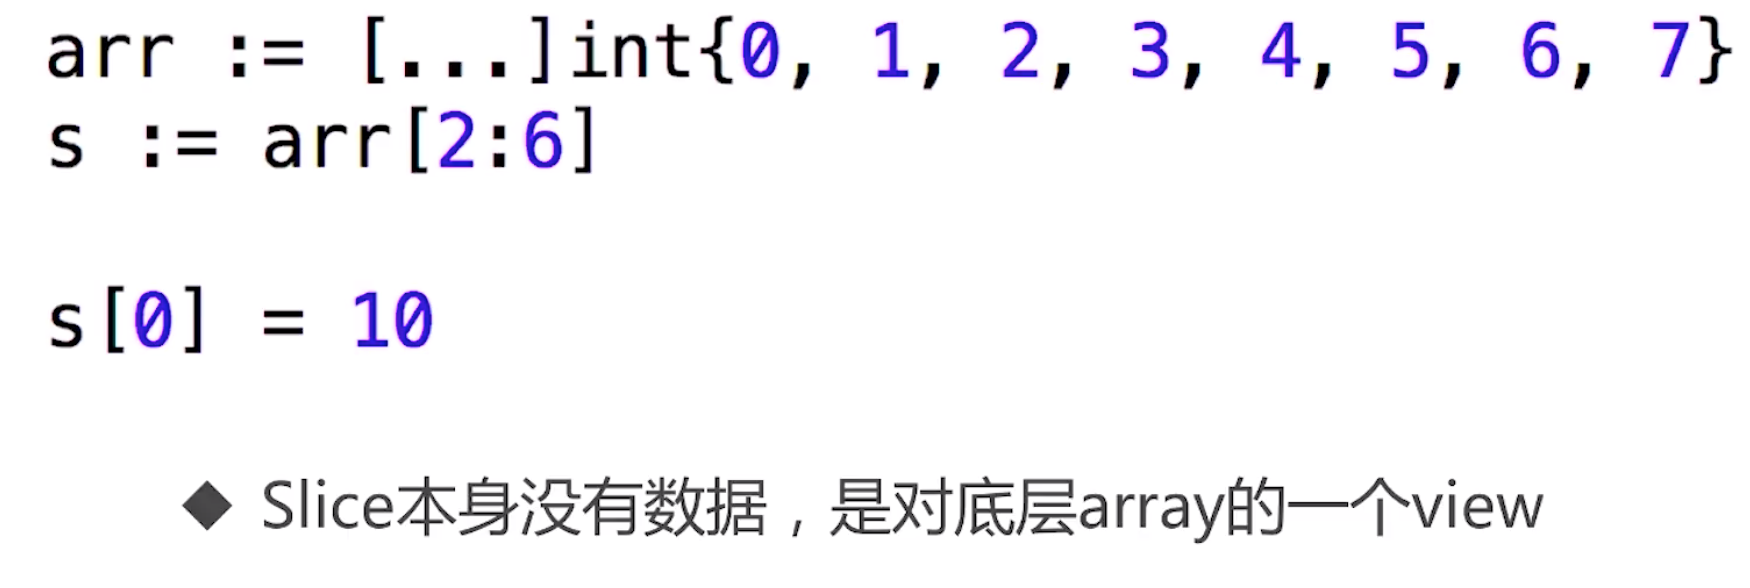 arr := [...]int{0, 1, 2, 3, 4, 5, 6, 7}
s := arr[2:6]
s[0] = 10
◆ Slice本身没有数据，是对底层array的一个view